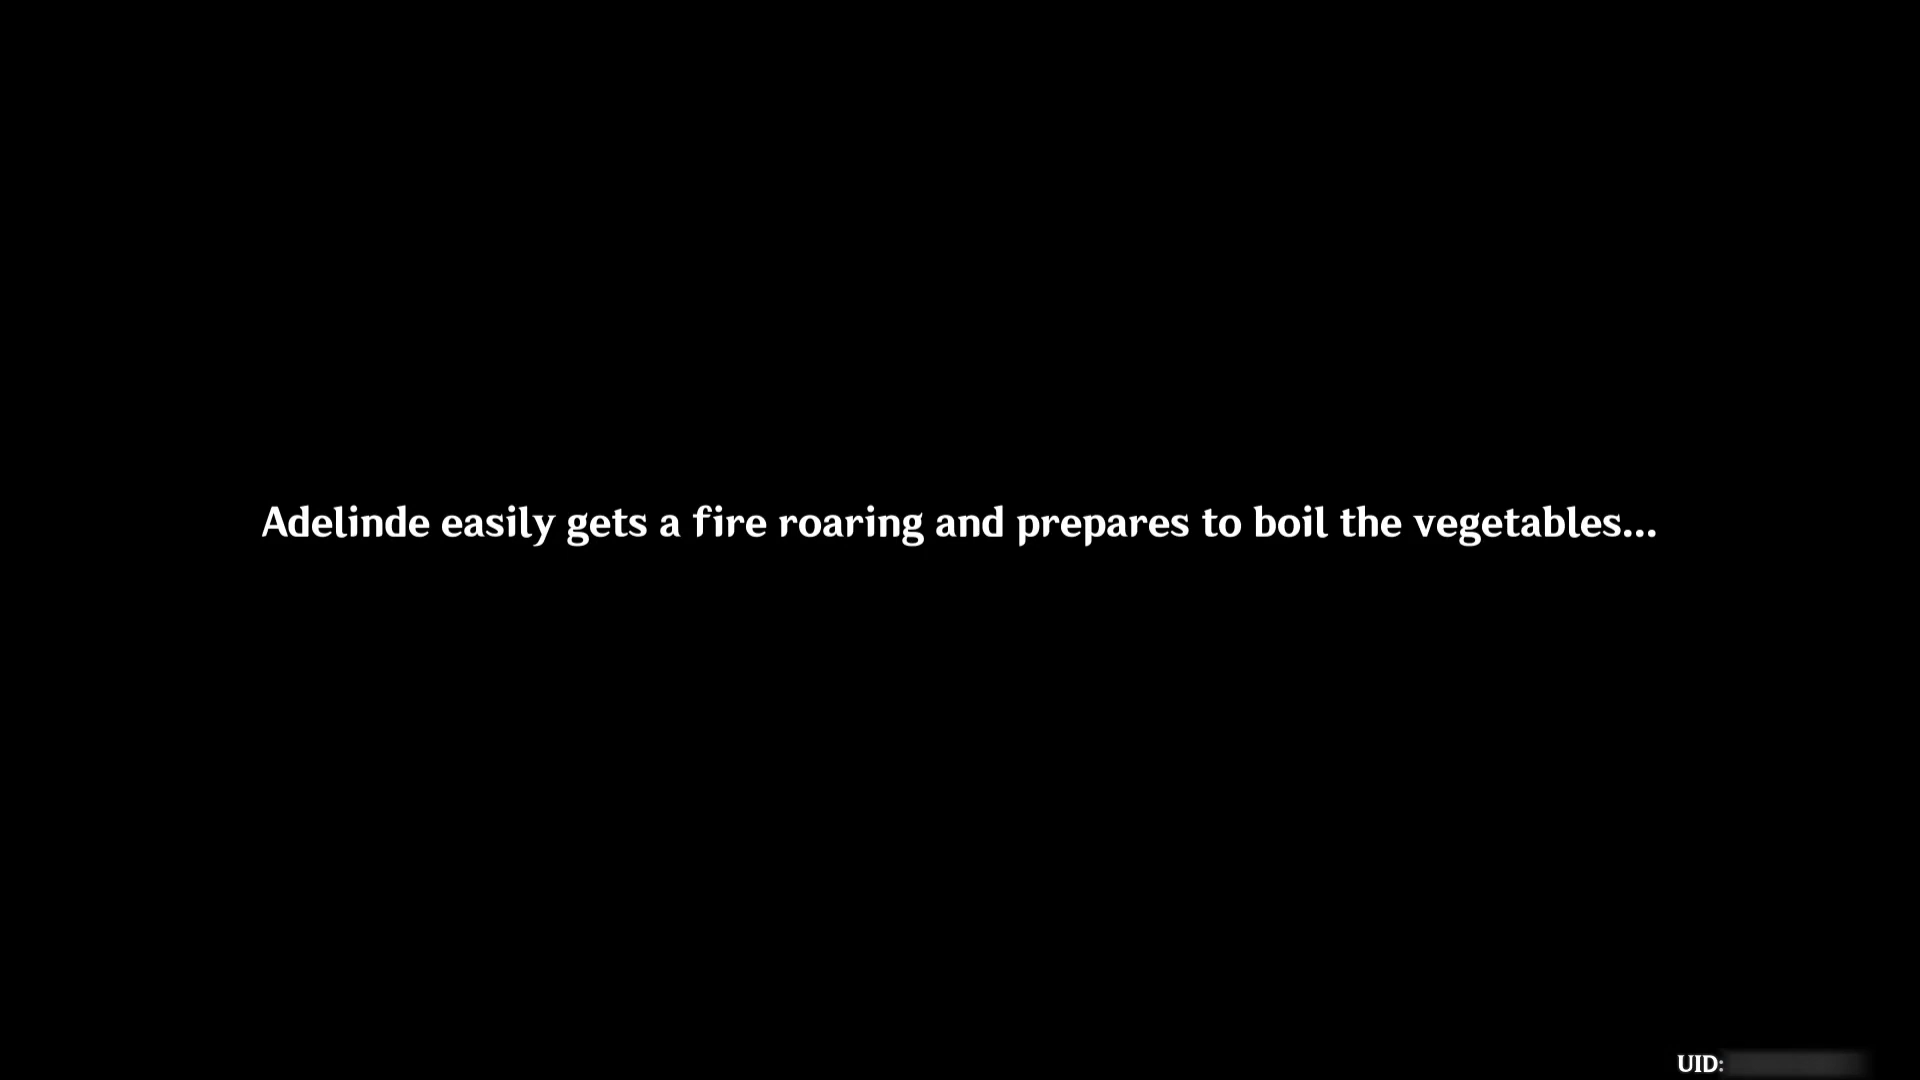 Adelinde easily gets a fire roaring and prepares to boil the vegetables...
UID: